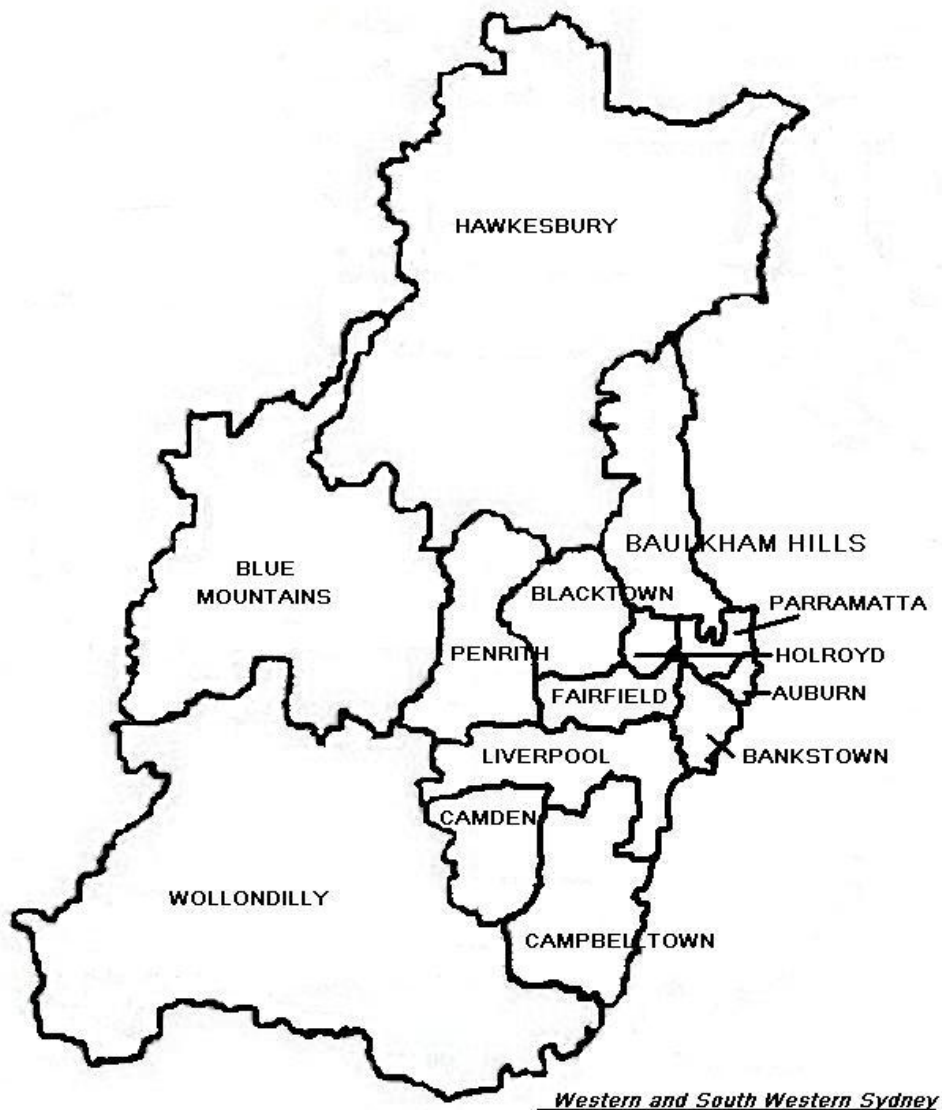 HAWKESBURY
BAULKHAM HILLS
BLUE
MOUNTAINS
BLACKTOWN
PARRAMATTA
PENRITH
HOLROYD
FAIRFIELD
AUBURN
LIVERPOOL
BANKSTOWN
CAMDEN
WOLLONDILLY
CAMPBELLTOWN
Western and South Western Sydney